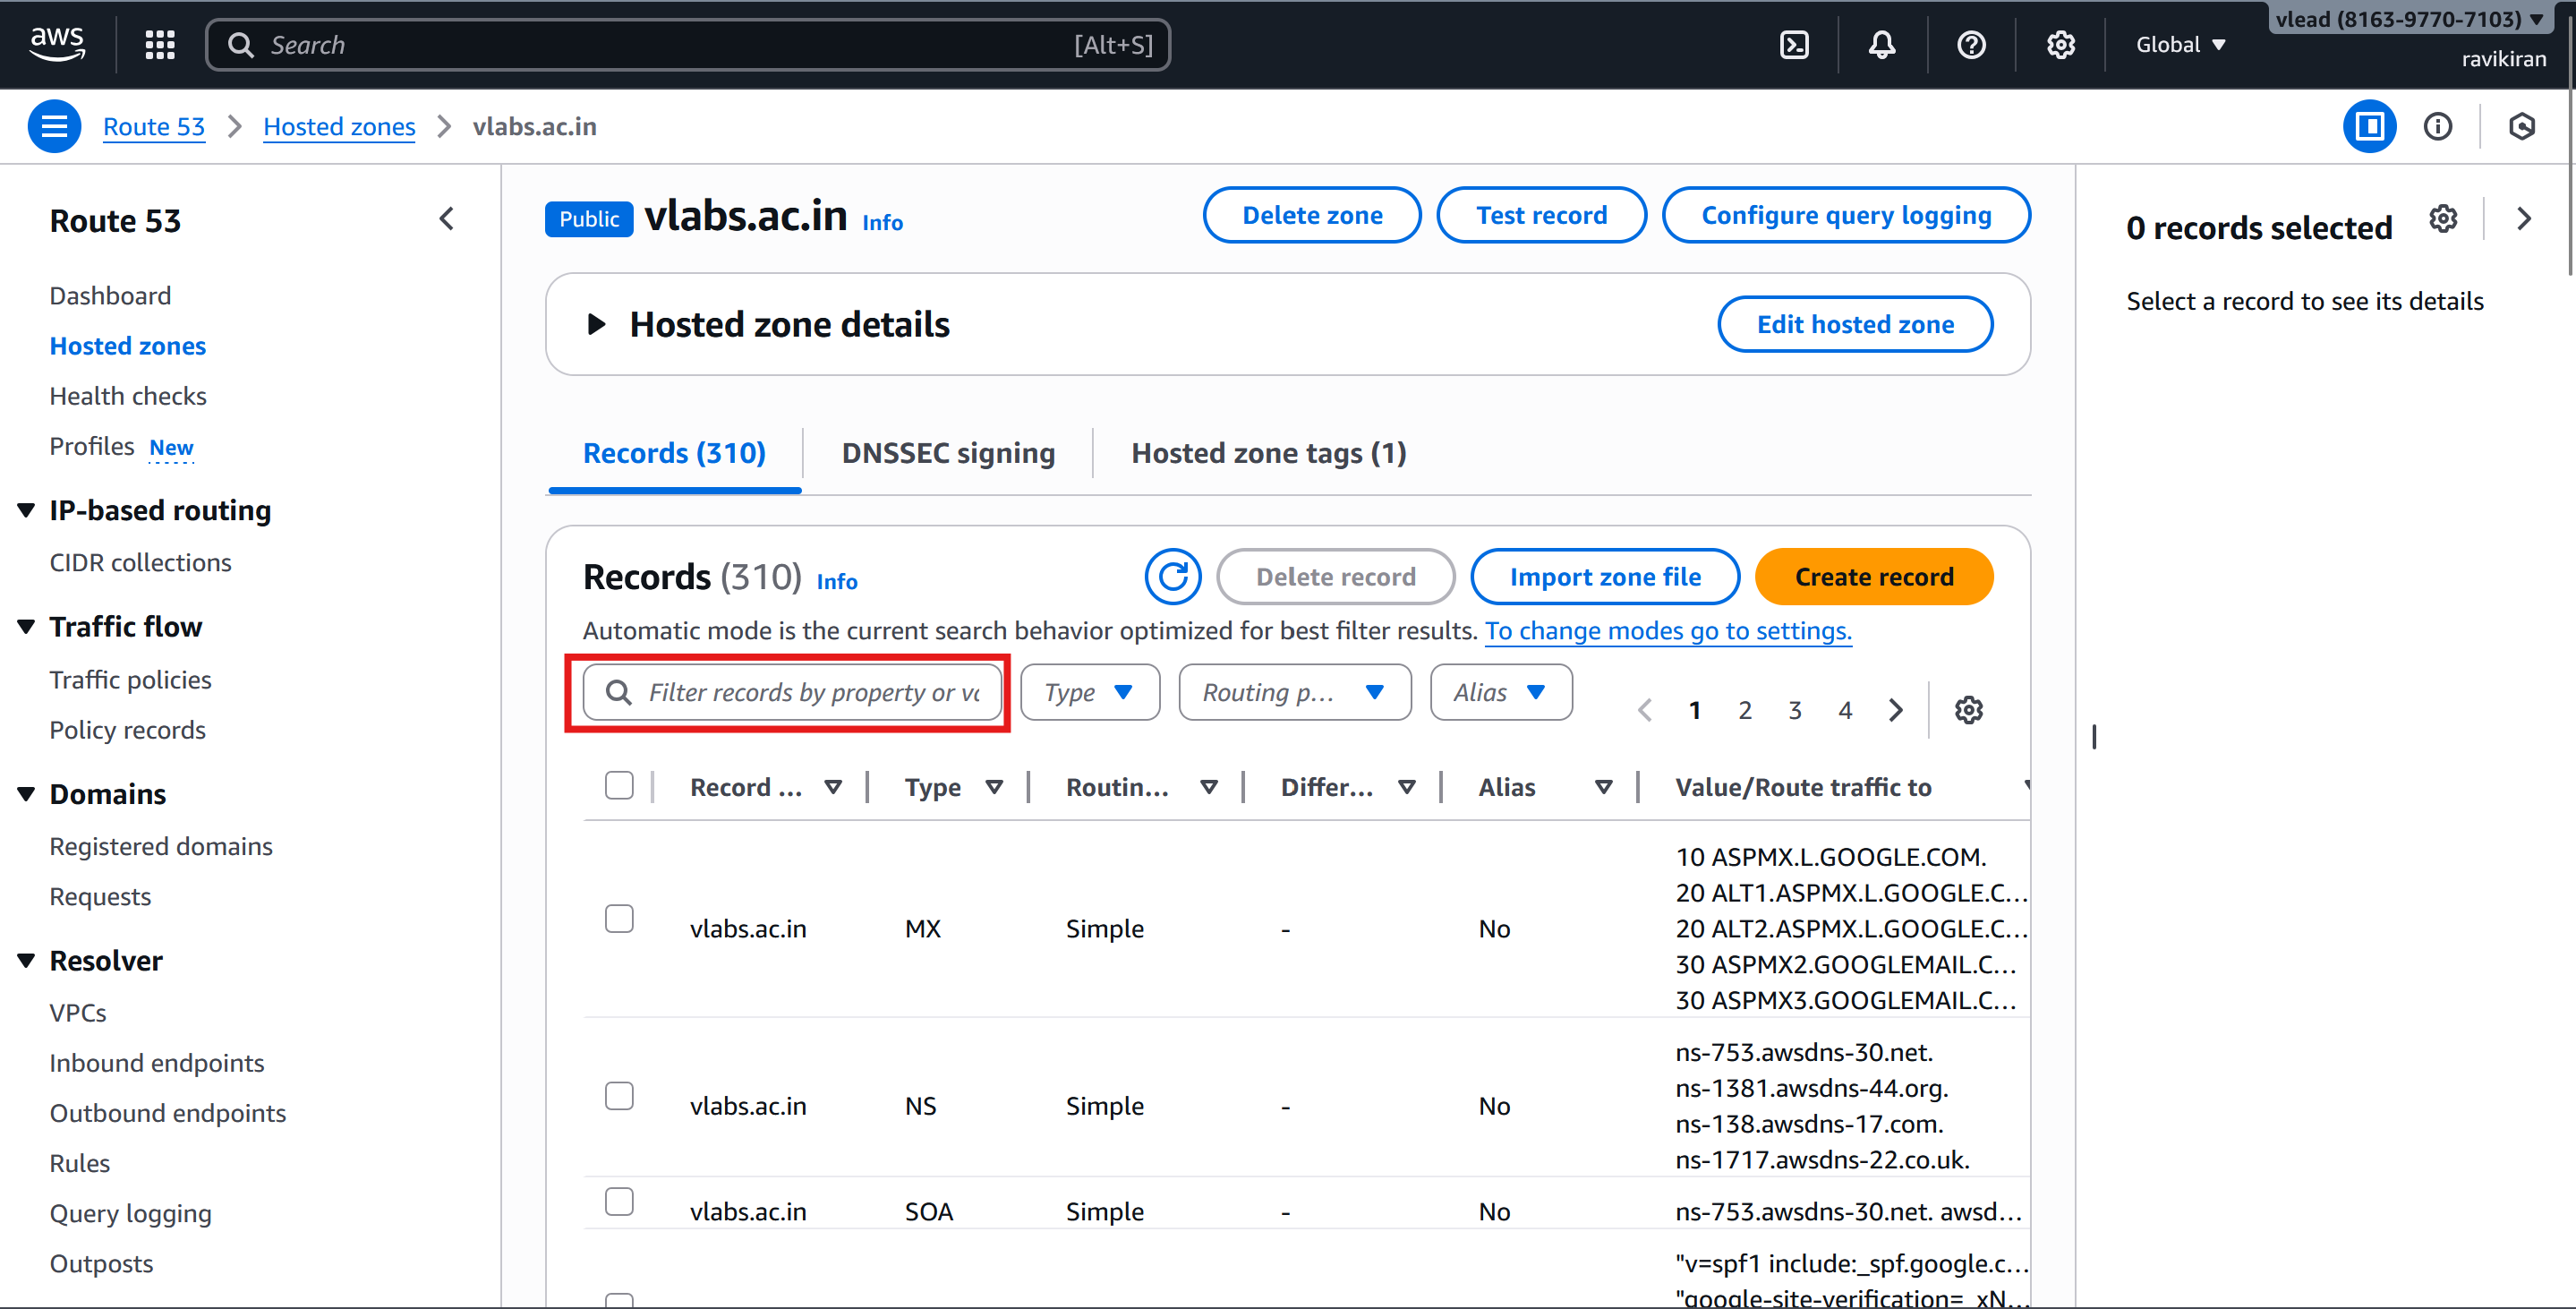 aws
Search
[Alt+S]
Global
vlead (8163-9770-7103)
ravikiran
Route 53
Hosted zones
vlabs.ac.in
Route 53
Dashboard
Hosted zones
Health checks
Profiles New
IP-based routing
CIDR collections
Traffic flow
Traffic policies
Policy records
Domains
Registered domains
Requests
Resolver
VPCs
Inbound endpoints
Outbound endpoints
Rules
Query logging
Outposts
Public vlabs.ac.in Info
Delete zone
Test record
Configure query logging
Hosted zone details
Edit hosted zone
Records (310)
DNSSEC signing
Hosted zone tags (1)
Records (310) Info
Delete record
Import zone file
Create record
Automatic mode is the current search behavior optimized for best filter results. To change modes go to settings.
Filter records by property or va
Type
Routing p...
Alias
1 2 3 4
Record ... Type Routin... Differ... Alias Value/Route traffic to
10 ASPMX.L.GOOGLE.COM.
20 ALT1.ASPMX.L.GOOGLE.C...
vlabs.ac.in MX Simple - No 20 ALT2.ASPMX.L.GOOGLE.C...
30 ASPMX2.GOOGLEMAIL.C...
30 ASPMX3.GOOGLEMAIL.C...
ns-753.awsdns-30.net.
ns-1381.awsdns-44.org.
vlabs.ac.in NS Simple - No
ns-138.awsdns-17.com.
ns-1717.awsdns-22.co.uk.
vlabs.ac.in SOA Simple - No ns-753.awsdns-30.net. awsd...
"v=spf1 include:_spf.google.c...
"google-site-verification=_xN...
0 records selected
Select a record to see its details